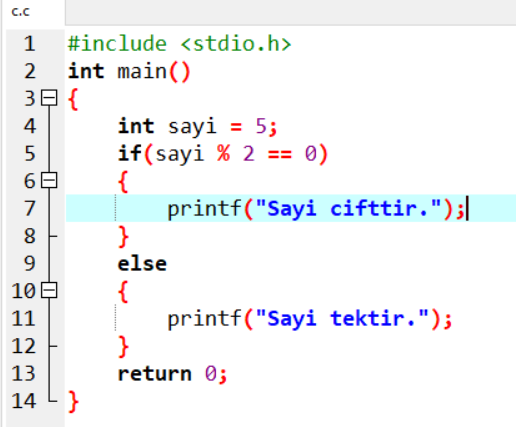 c.c
1 #include <stdio.h>
2 int main()
3 {
4 int sayi = 5;
5 if(sayi % 2 == 0)
6 {
7 printf("Sayi cifttir.");
8 }
9 else
10 {
11 printf("Sayi tektir.");
12 }
13 return 0;
14 }